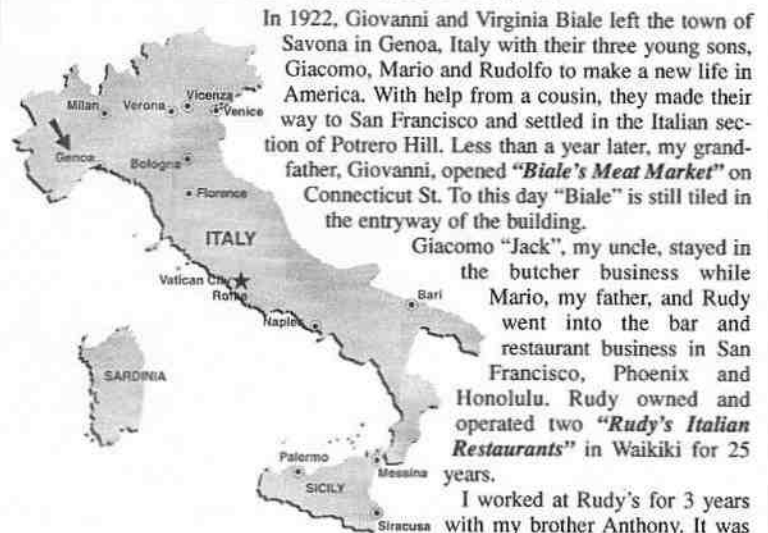 In 1922, Giovanni and Virginia Biale left the town of
Savona in Genoa, Italy with their three young sons,
Giacomo, Mario and Rudolfo to make a new life in
America. With help from a cousin, they made their
way to San Francisco and settled in the Italian sec-
tion of Potrero Hill. Less than a year later, my grand-
father, Giovanni, opened "Biale's Meat Market" on
Connecticut St. To this day "Biale" is still tiled in
the entryway of the building.
Giacomo "Jack", my uncle, stayed in
the butcher business while
Mario, my father, and Rudy
went into the bar and
restaurant business in San
Francisco, Phoenix and
Honolulu. Rudy owned and
operated two "Rudy's Italian
Restaurants" in Waikiki for 25
years.
I worked at Rudy's for 3 years
with my brother Anthony. It was
Milan
Verona
Vicenza
Venice
Genoa
Bologna
Florence
ITALY
Vatican City
Rome
Naples
Bari
SARDINIA
Palermo
Messina
SICILY
Siracusa